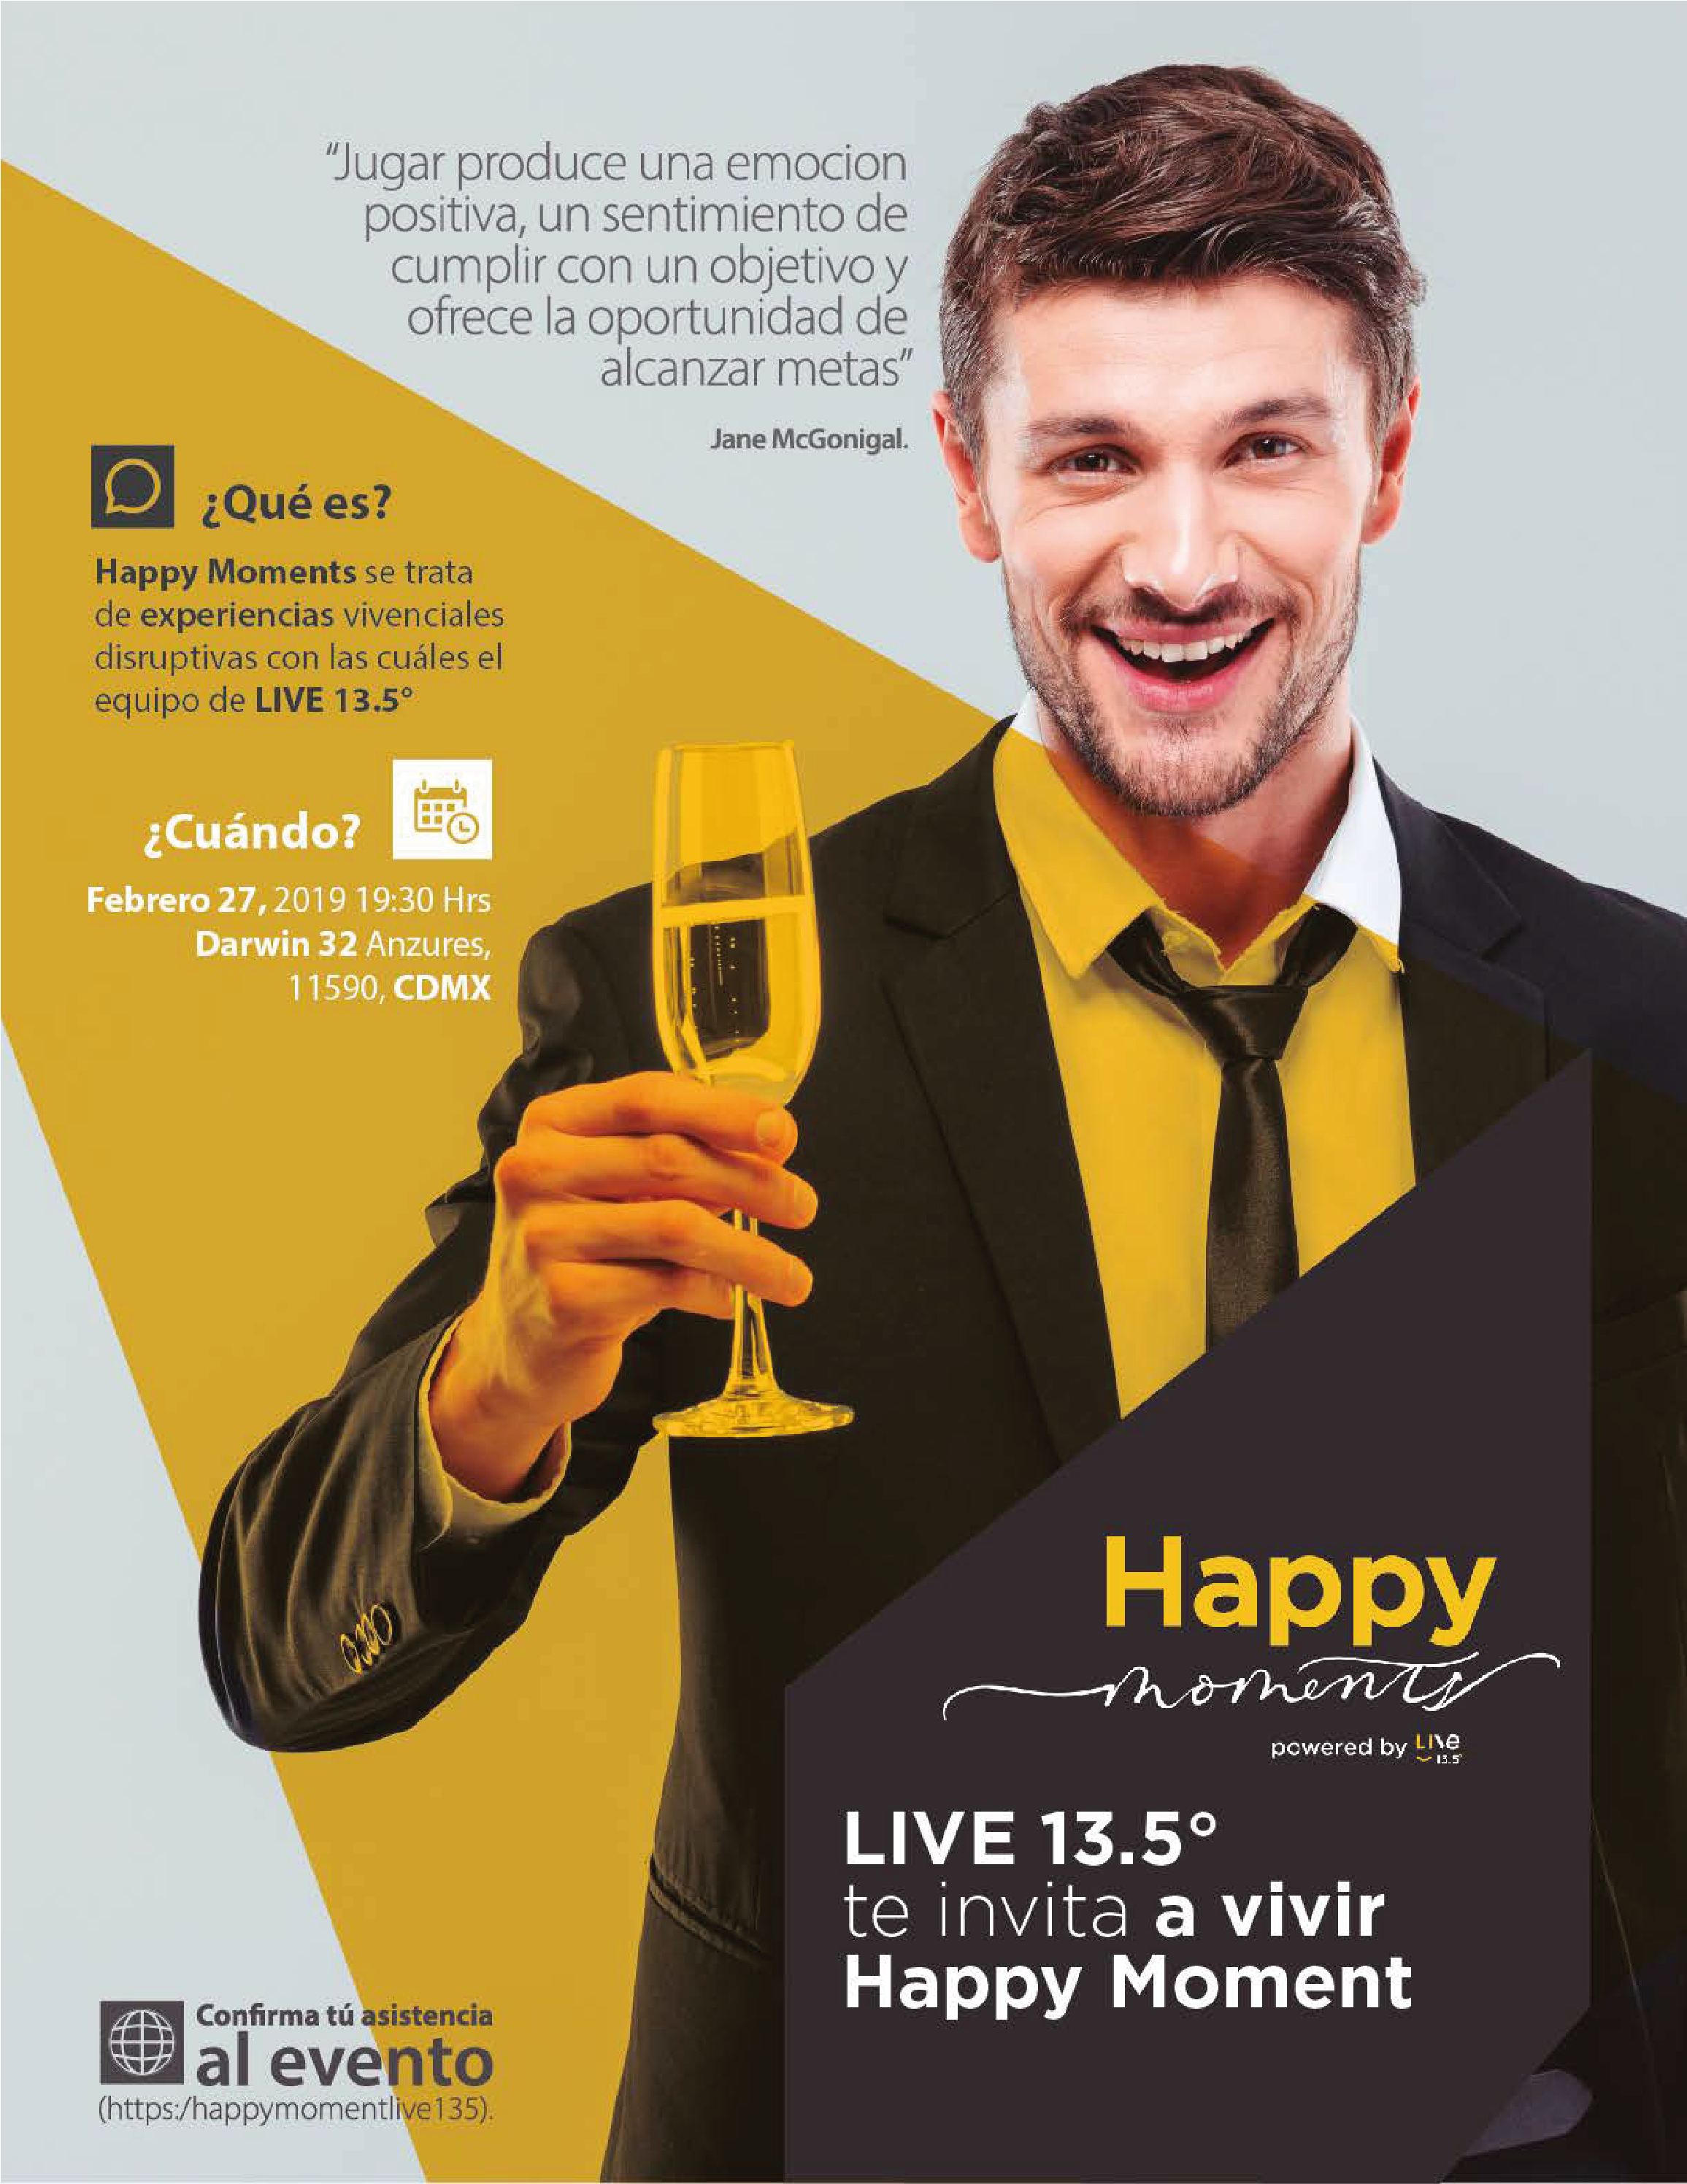 "Jugar produce una emocion
positiva, un sentimiento de
cumplir con un objetivo y
ofrece la oportunidad de
alcanzar metas"
Jane McGonigal.
¿Qué es?
Happy Moments se trata
de experiencias vivenciales
disruptivas con las cuáles el
equipo de LIVE 13.5°
¿Cuándo?
Febrero 27, 2019 19:30 Hrs
Darwin 32 Anzures,
11590, CDMX
Happy
moments
powered by LIVe
13.5°
LIVE 13.5°
te invita a vivir
Happy Moment
Confirma tú asistencia
al evento
(https:/happymomentlive135).